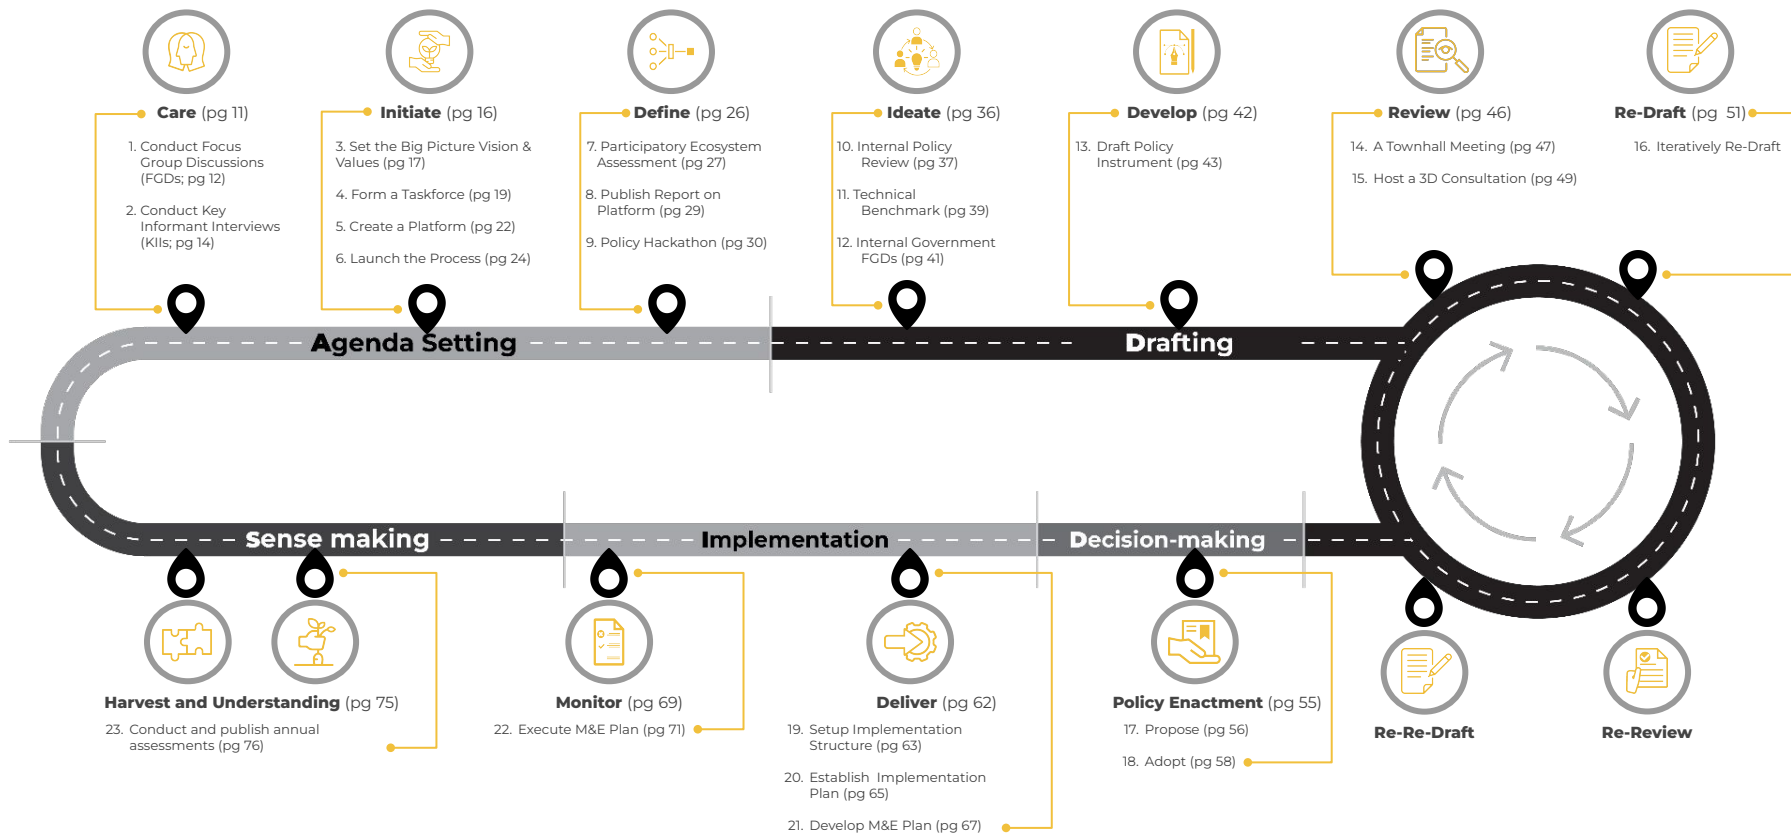 Care (pg 11)
1. Conduct Focus
Group Discussions
(FGDs; pg 12)
2. Conduct Key
Informant Interviews
(KIIs; pg 14)
Initiate (pg 16)
3. Set the Big Picture Vision &
Values (pg 17)
4. Form a Taskforce (pg 19)
5. Create a Platform (pg 22)
6. Launch the Process (pg 24)
Define (pg 26)
7. Participatory Ecosystem
Assessment (pg 27)
8. Publish Report on
Platform (pg 29)
9. Policy Hackathon (pg 30)
Ideate (pg 36)
10. Internal Policy
Review (pg 37)
11. Technical
Benchmark (pg 39)
12. Internal Government
FGDs (pg 41)
Develop (pg 42)
13. Draft Policy
Instrument (pg 43)
Review (pg 46)
14. A Townhall Meeting (pg 47)
15. Host a 3D Consultation (pg 49)
Re-Draft (pg 51)
16. Iteratively Re-Draft
Agenda Setting
Drafting
Sense making
Implementation
Decision-making
Harvest and Understanding (pg 75)
23. Conduct and publish annual
assessments (pg 76)
Monitor (pg 69)
22. Execute M&E Plan (pg 71)
Deliver (pg 62)
19. Setup Implementation
Structure (pg 63)
20. Establish Implementation
Plan (pg 65)
21. Develop M&E Plan (pg 67)
Policy Enactment (pg 55)
17. Propose (pg 56)
18. Adopt (pg 58)
Re-Re-Draft
Re-Review